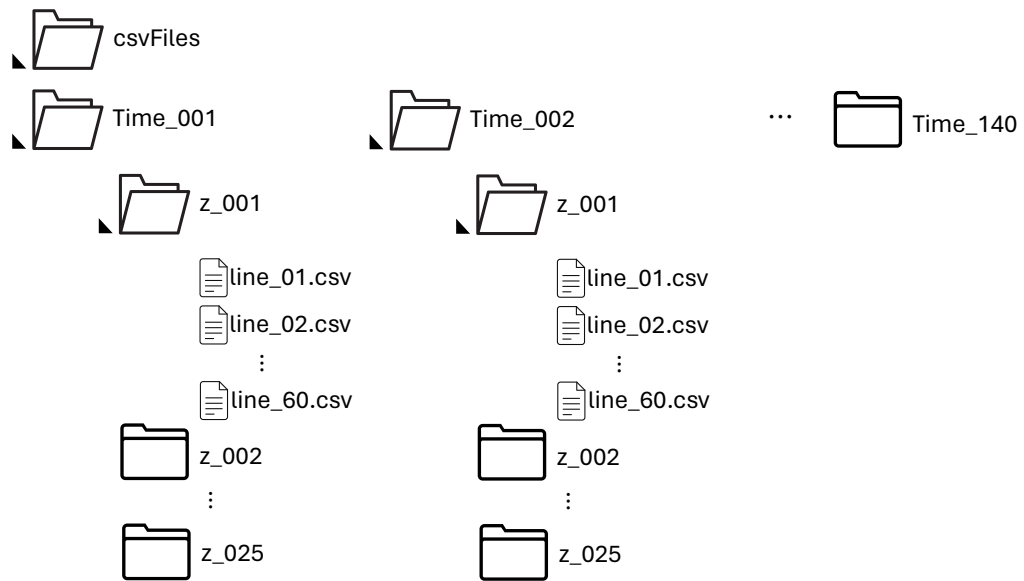 csvFiles
Time_001
Time_002
...
Time_140
z_001
z_001
line_01.csv
line_01.csv
line_02.csv
line_02.csv
⋮
⋮
line_60.csv
line_60.csv
z_002
z_002
⋮
⋮
z_025
z_025